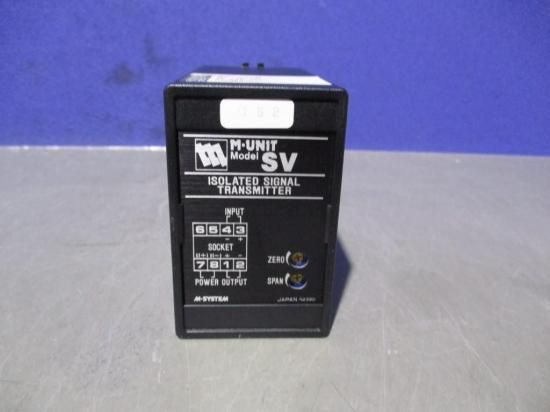 M-UNIT
Model SV
ISOLATED SIGNAL
TRANSMITTER
INPUT
6 5 4 3
- +
SOCKET
U(+) U(-) + -
7 8 1 2
POWER OUTPUT
ZERO
SPAN
M-SYSTEM
JAPAN